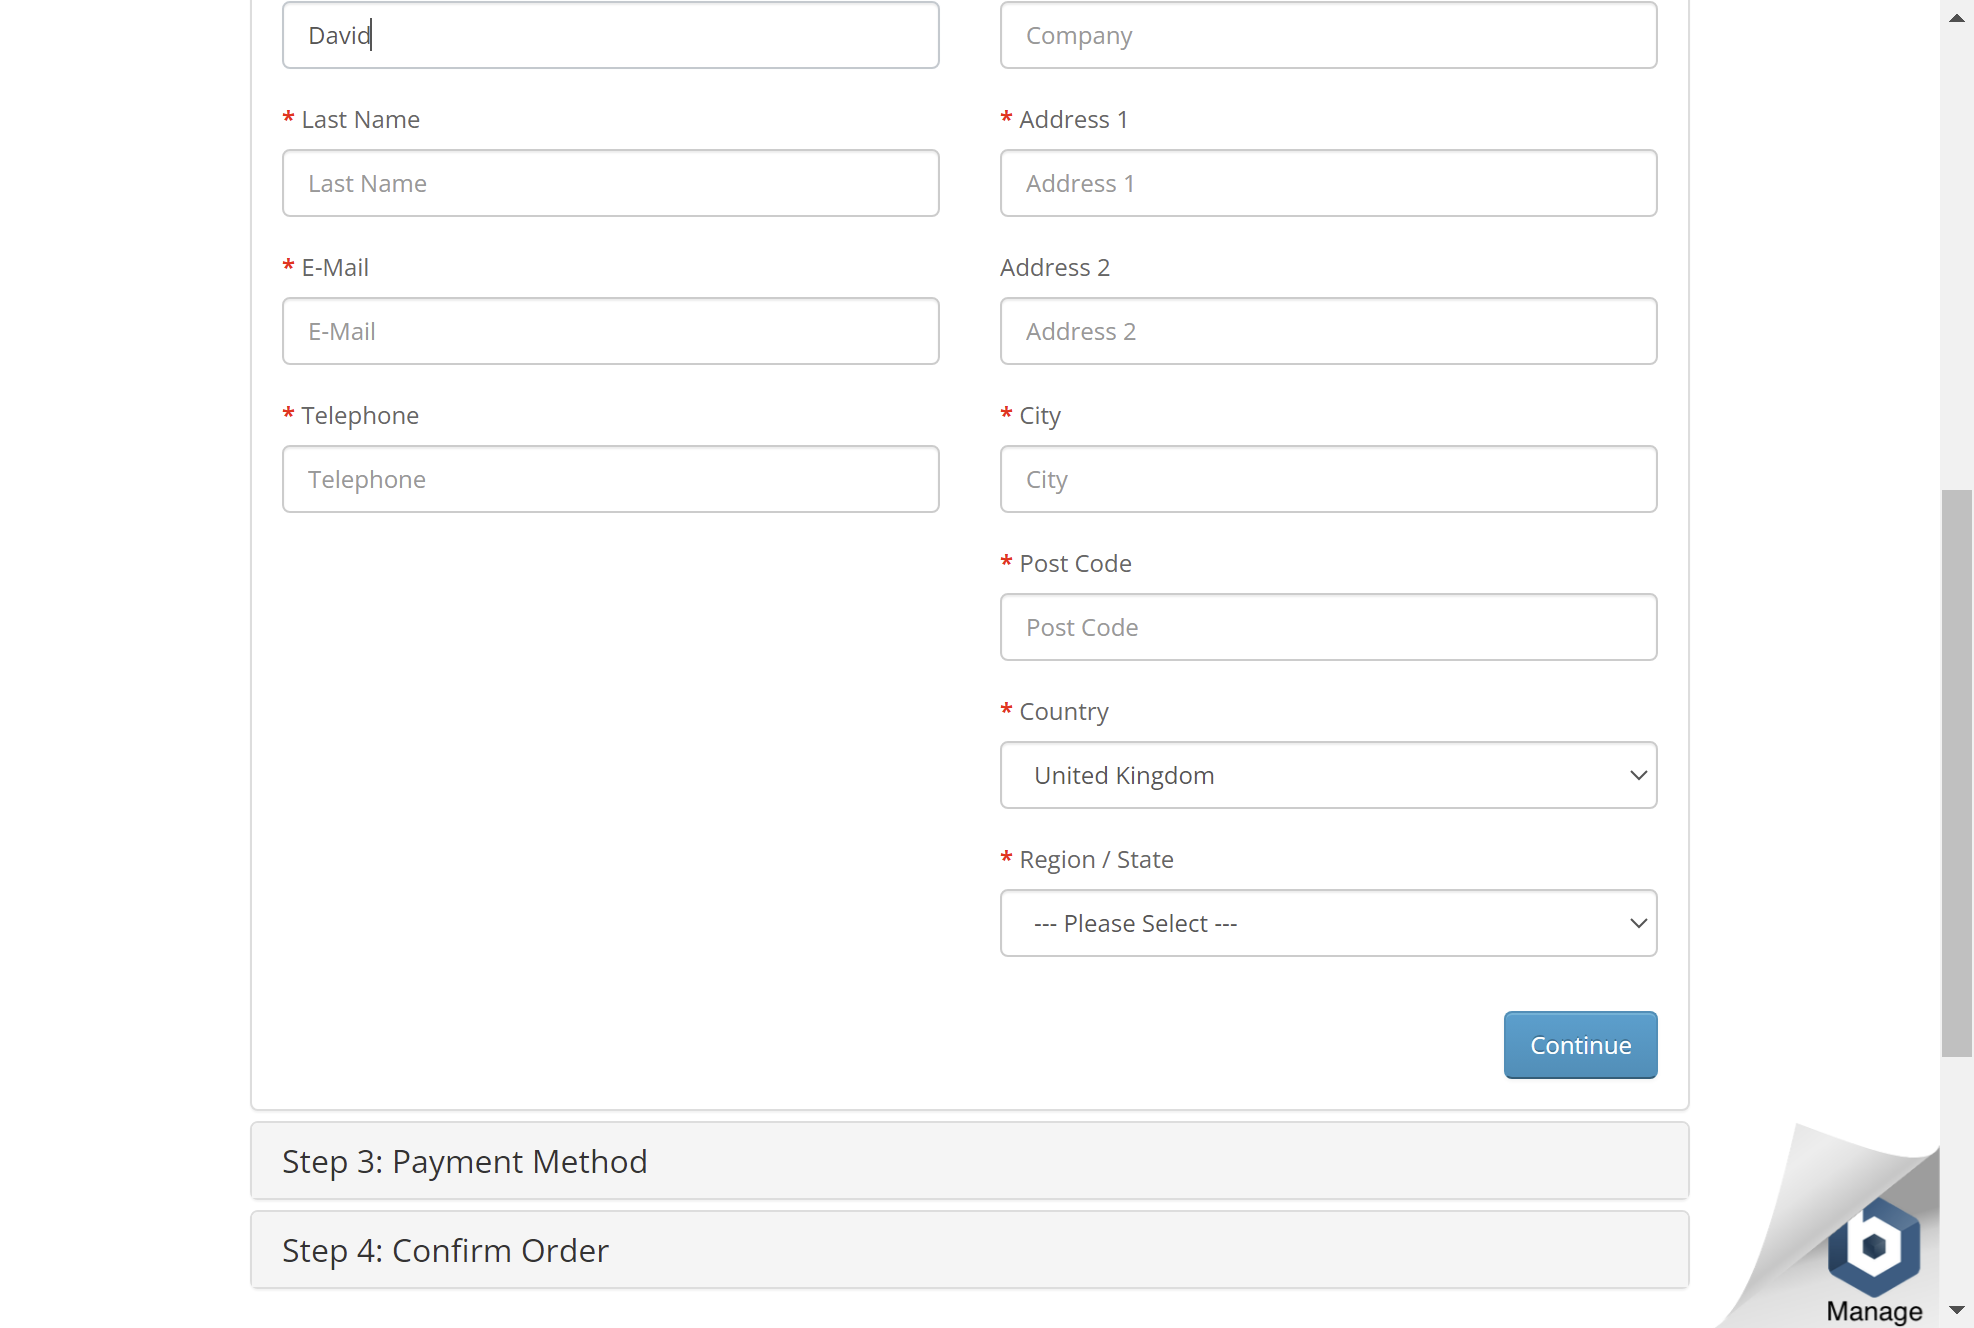 David
Company
* Last Name
* Address 1
Last Name
Address 1
* E-Mail
Address 2
E-Mail
Address 2
* Telephone
* City
Telephone
City
* Post Code
Post Code
* Country
United Kingdom
* Region / State
--- Please Select ---
Continue
Step 3: Payment Method
Step 4: Confirm Order
Manage